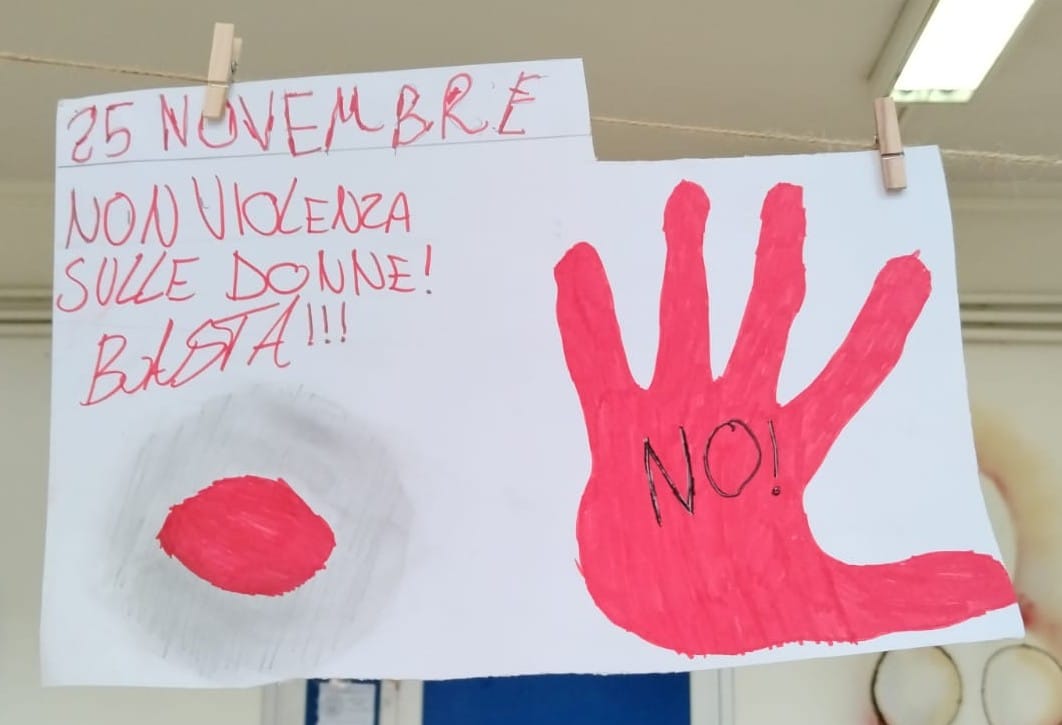 25 NOVEMBRE
NON VIOLENZA
SULLE DONNE!
BASTA!!!
NO!